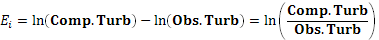 E_i = ln(Comp.Turb) − ln(Obs.Turb) = ln(Comp.Turb / Obs.Turb)